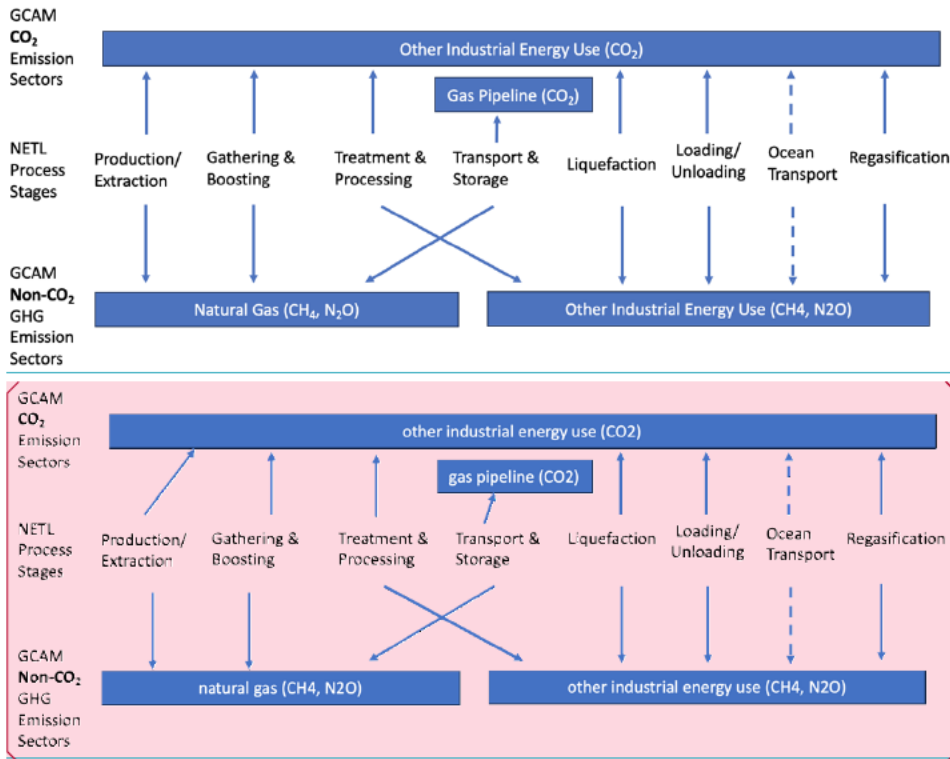 GCAM
CO₂
Emission
Sectors
Other Industrial Energy Use (CO₂)
Gas Pipeline (CO₂)
NETL
Process
Stages
Production/
Extraction
Gathering &
Boosting
Treatment &
Processing
Transport &
Storage
Liquefaction
Loading/
Unloading
Ocean
Transport
Regasification
GCAM
Non-CO₂
GHG
Emission
Sectors
Natural Gas (CH₄, N₂O)
Other Industrial Energy Use (CH4, N2O)
GCAM
CO₂
Emission
Sectors
other industrial energy use (CO2)
gas pipeline (CO2)
NETL
Process
Stages
Production/
Extraction
Gathering &
Boosting
Treatment &
Processing
Transport &
Storage
Liquefaction
Loading/
Unloading
Ocean
Transport
Regasification
GCAM
Non-CO₂
GHG
Emission
Sectors
natural gas (CH4, N2O)
other industrial energy use (CH4, N2O)